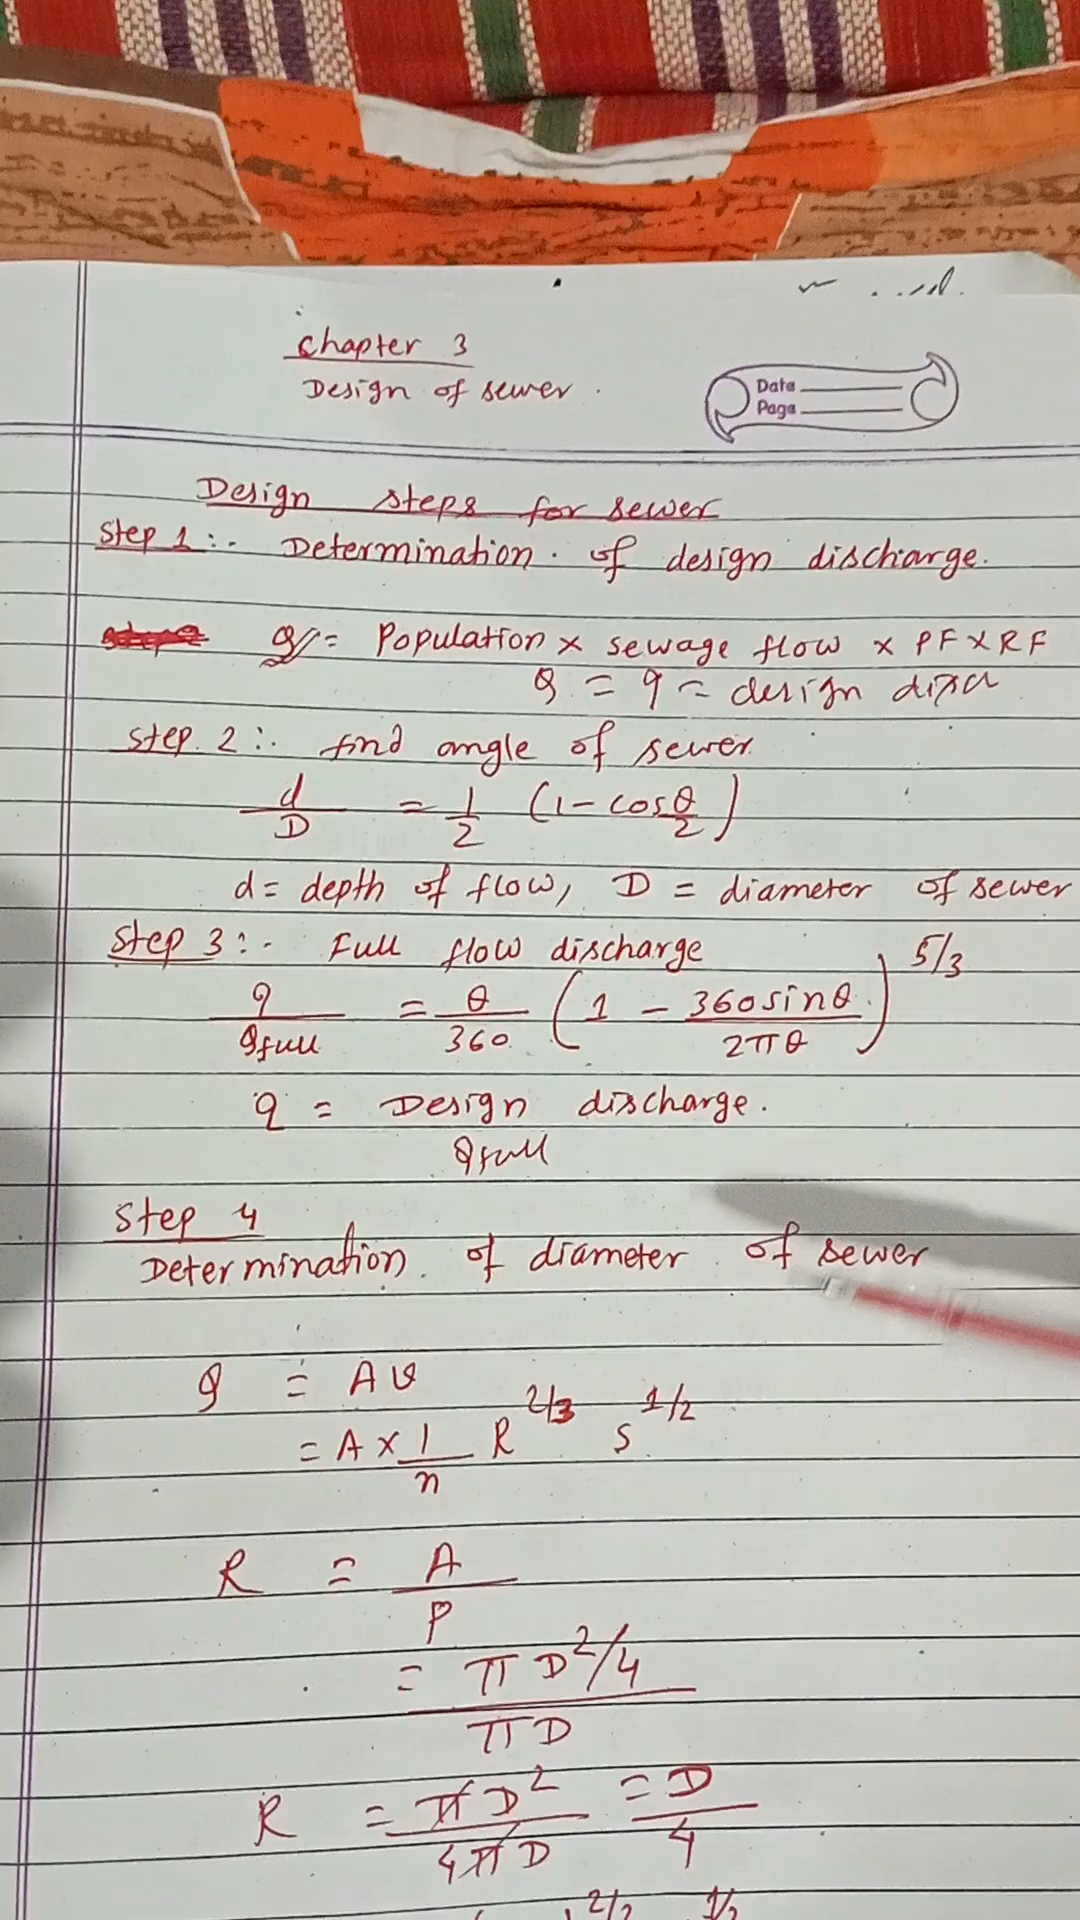 Chapter 3
Design of sewer.
Date
Page
Design steps for sewer
Step 1 :- Determination of design discharge.
Q = Population × sewage flow × PF × RF
Q = q = design
Step 2 :- find angle of sewer
d/D = 1/2 (1 - cos θ/2)
d = depth of flow, D = diameter of sewer
Step 3 :- Full flow discharge
q/qfull = θ/360 (1 - 360 sinθ/2πθ)^5/3
q = Design discharge.
qfull
Step 4
Determination of diameter of sewer
Q = AV
= A × 1/n R^2/3 S^1/2
R = A/P
= πD²/4 / πD
R = πD²/4πD = D/4